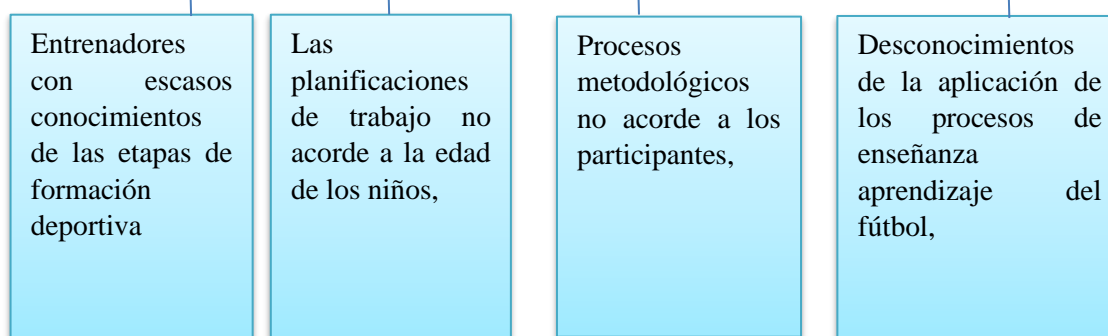 Entrenadores
con escasos
conocimientos
de las etapas de
formación
deportiva
Las
planificaciones
de trabajo no
acorde a la edad
de los niños,
Procesos
metodológicos
no acorde a los
participantes,
Desconocimientos
de la aplicación de
los procesos de
enseñanza
aprendizaje del
fútbol,